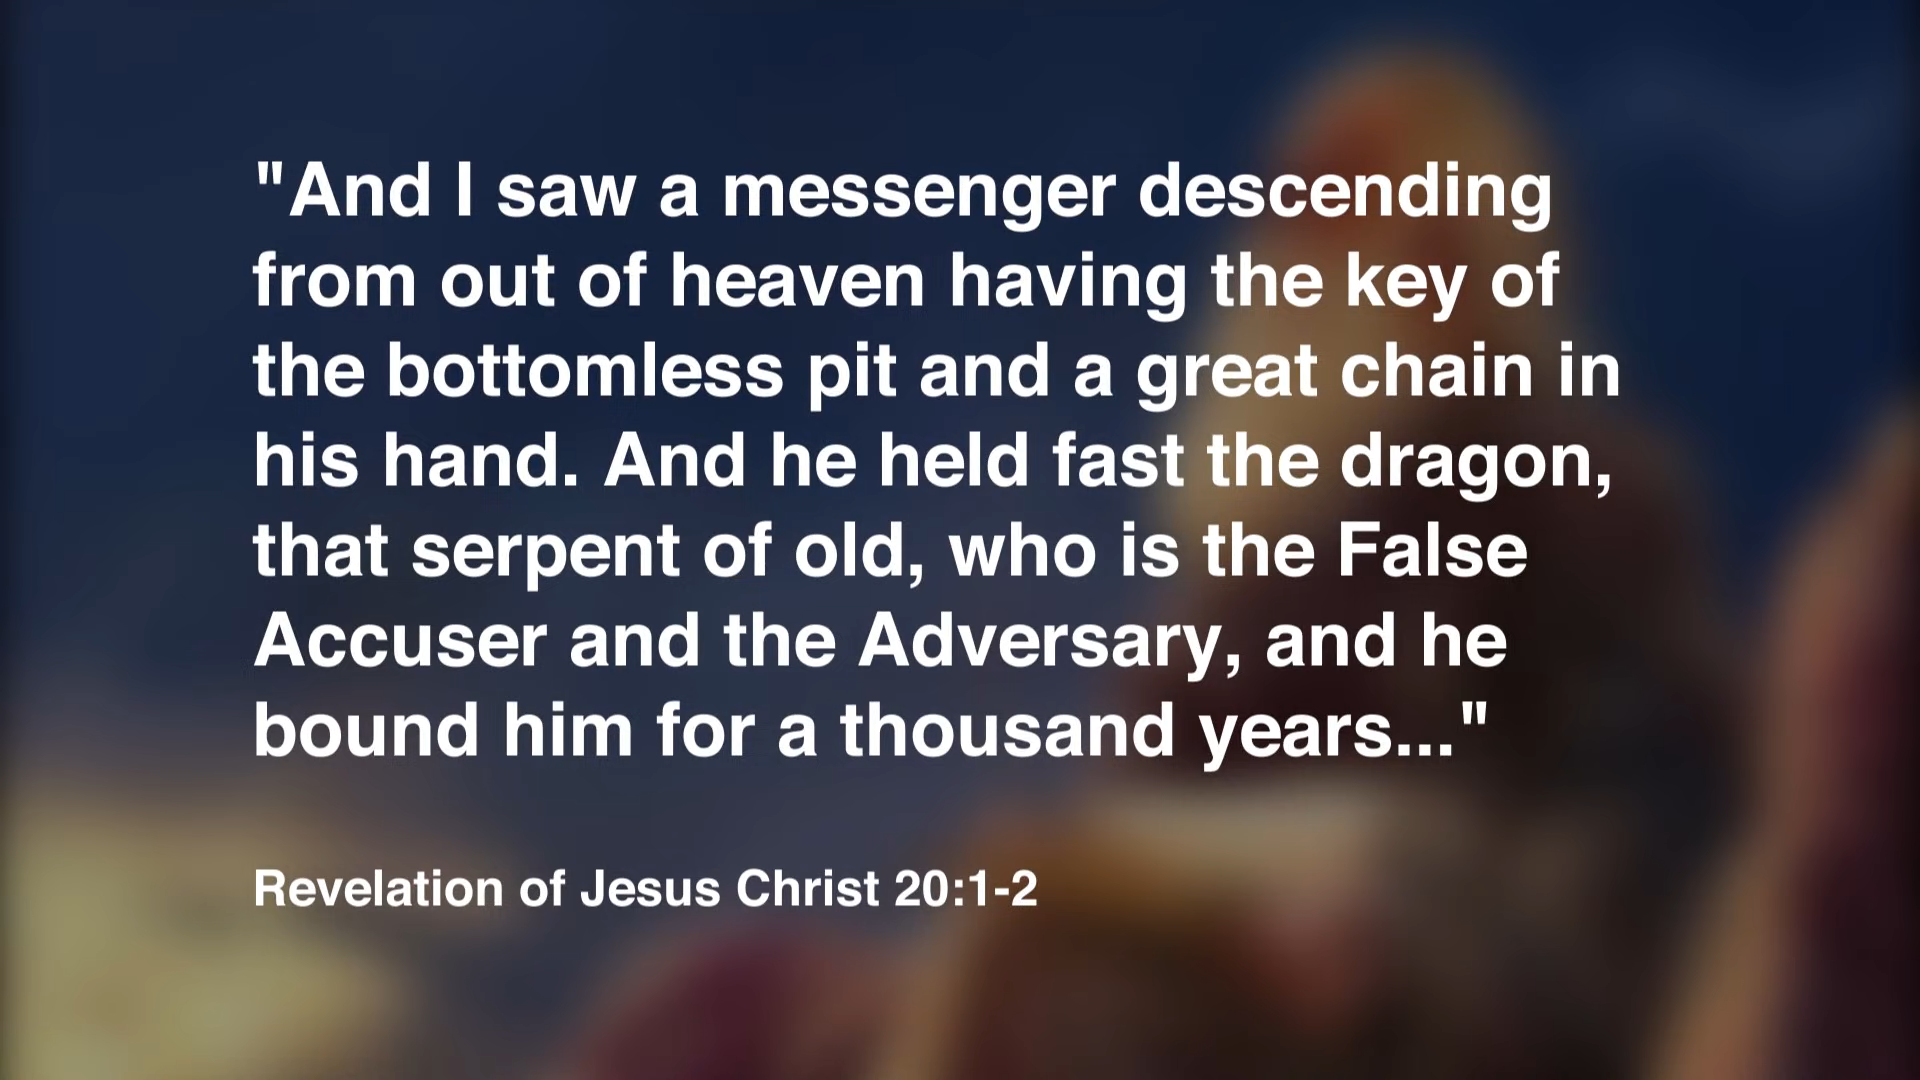 "And I saw a messenger descending
from out of heaven having the key of
the bottomless pit and a great chain in
his hand. And he held fast the dragon,
that serpent of old, who is the False
Accuser and the Adversary, and he
bound him for a thousand years..."
Revelation of Jesus Christ 20:1-2